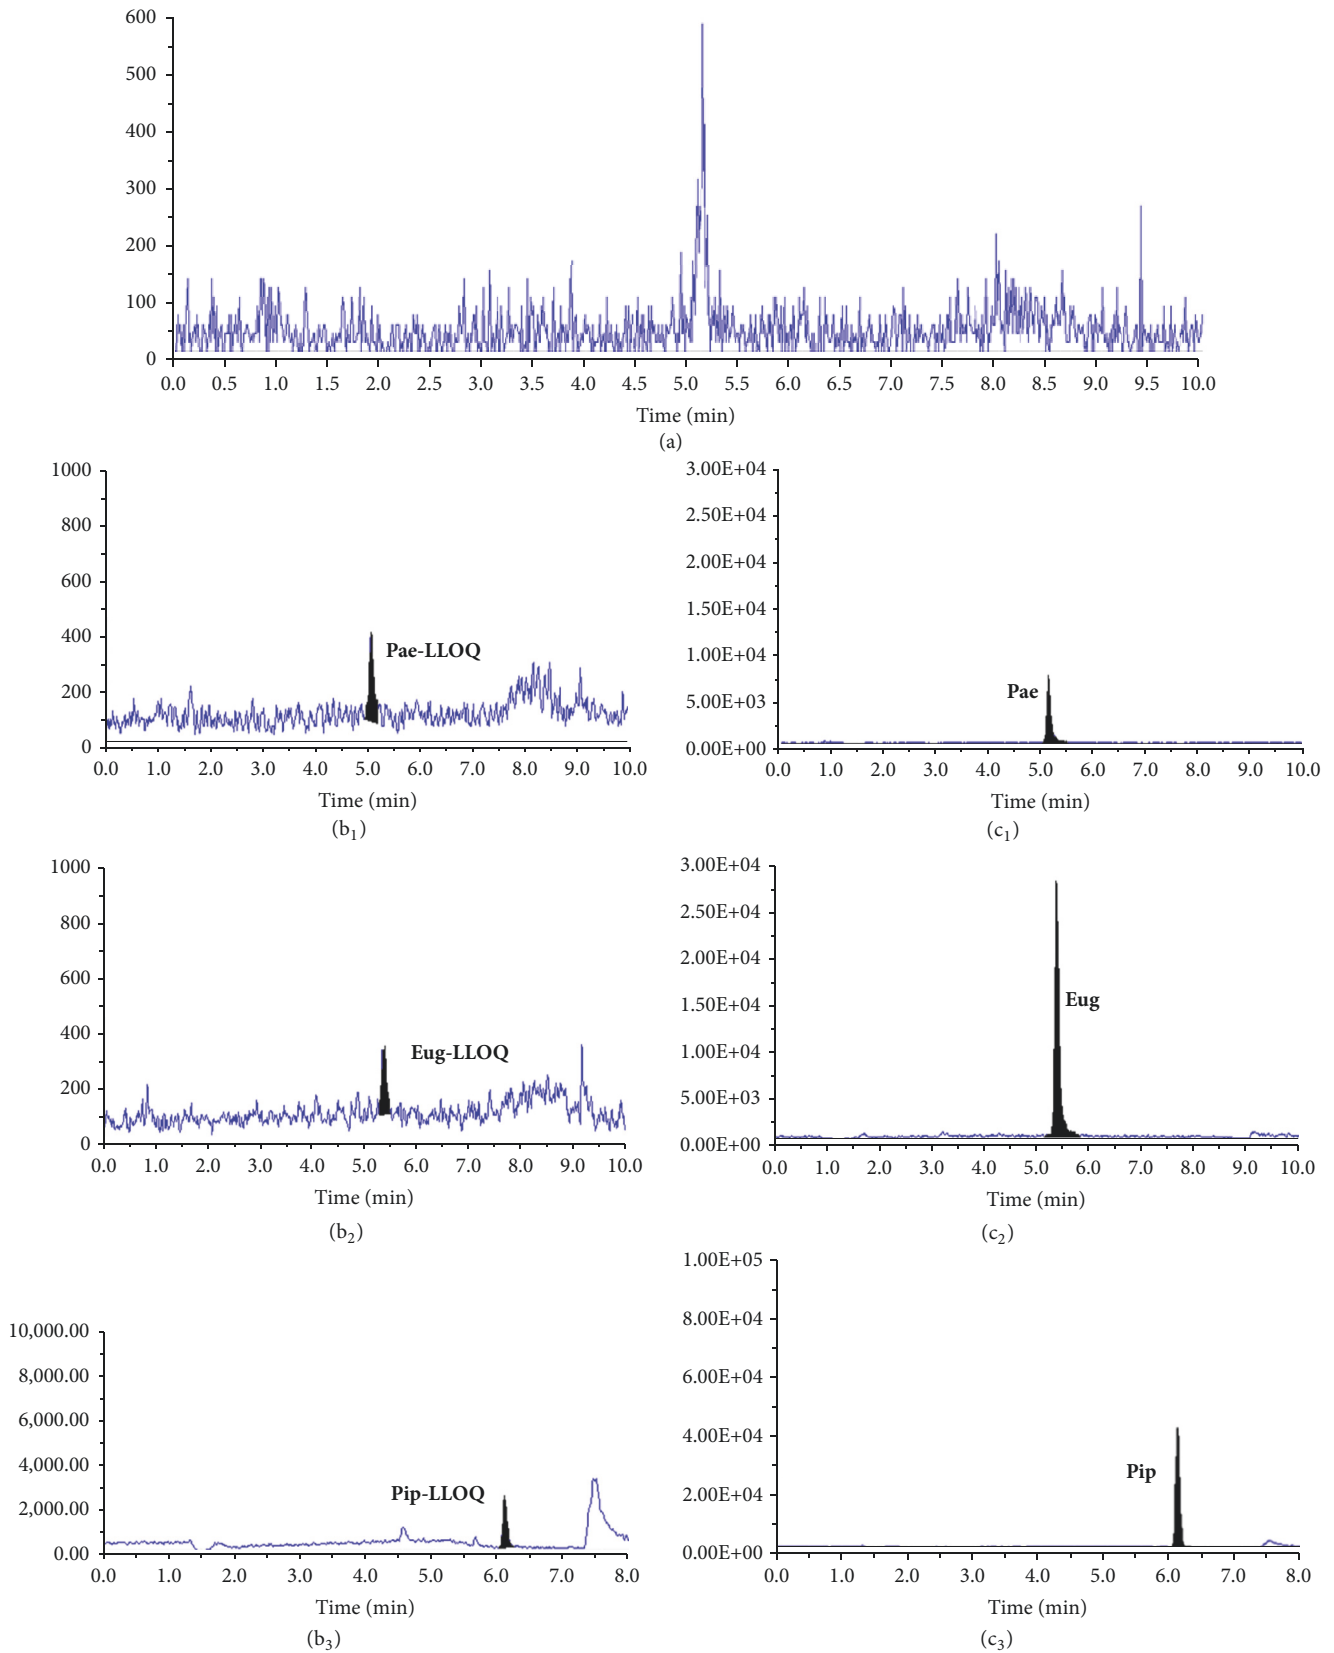 600
500
400
300
200
100
0
0.0 0.5 1.0 1.5 2.0 2.5 3.0 3.5 4.0 4.5 5.0 5.5 6.0 6.5 7.0 7.5 8.0 8.5 9.0 9.5 10.0
Time (min)
(a)
1000
800
600
400
Pae-LLOQ
200
0
0.0 1.0 2.0 3.0 4.0 5.0 6.0 7.0 8.0 9.0 10.0
Time (min)
(b1)
3.00E+04
2.50E+04
2.00E+04
1.50E+04
1.00E+04
Pae
5.00E+03
0.00E+00
0.0 1.0 2.0 3.0 4.0 5.0 6.0 7.0 8.0 9.0 10.0
Time (min)
(c1)
1000
800
600
400
Eug-LLOQ
200
0
0.0 1.0 2.0 3.0 4.0 5.0 6.0 7.0 8.0 9.0 10.0
Time (min)
(b2)
3.00E+04
2.50E+04
2.00E+04
1.50E+04
Eug
1.00E+04
5.00E+03
0.00E+00
0.0 1.0 2.0 3.0 4.0 5.0 6.0 7.0 8.0 9.0 10.0
Time (min)
(c2)
10,000.00
8,000.00
6,000.00
4,000.00
Pip-LLOQ
2,000.00
0.00
0.0 1.0 2.0 3.0 4.0 5.0 6.0 7.0 8.0
Time (min)
(b3)
1.00E+05
8.00E+04
6.00E+04
4.00E+04
Pip
2.00E+04
0.00E+00
0.0 1.0 2.0 3.0 4.0 5.0 6.0 7.0 8.0
Time (min)
(c3)